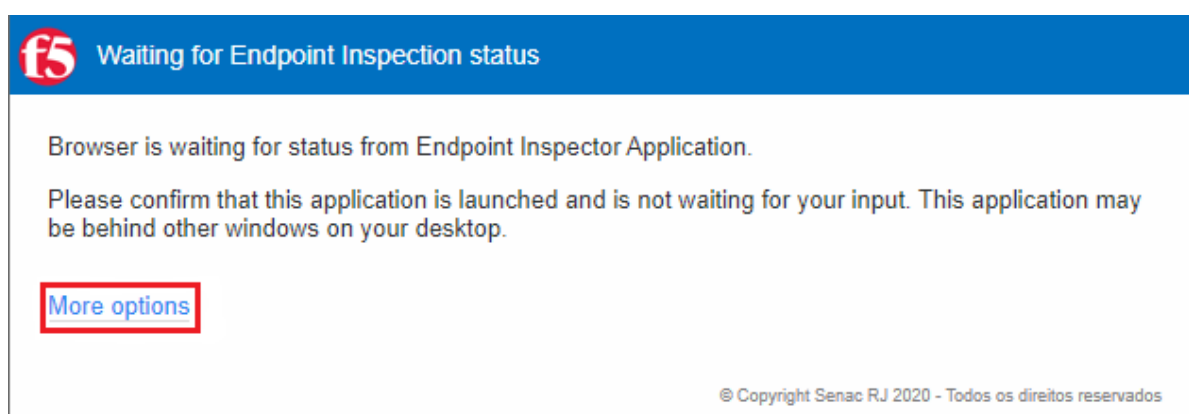 f5 Waiting for Endpoint Inspection status
Browser is waiting for status from Endpoint Inspector Application.
Please confirm that this application is launched and is not waiting for your input. This application may
be behind other windows on your desktop.
More options
© Copyright Senac RJ 2020 - Todos os direitos reservados